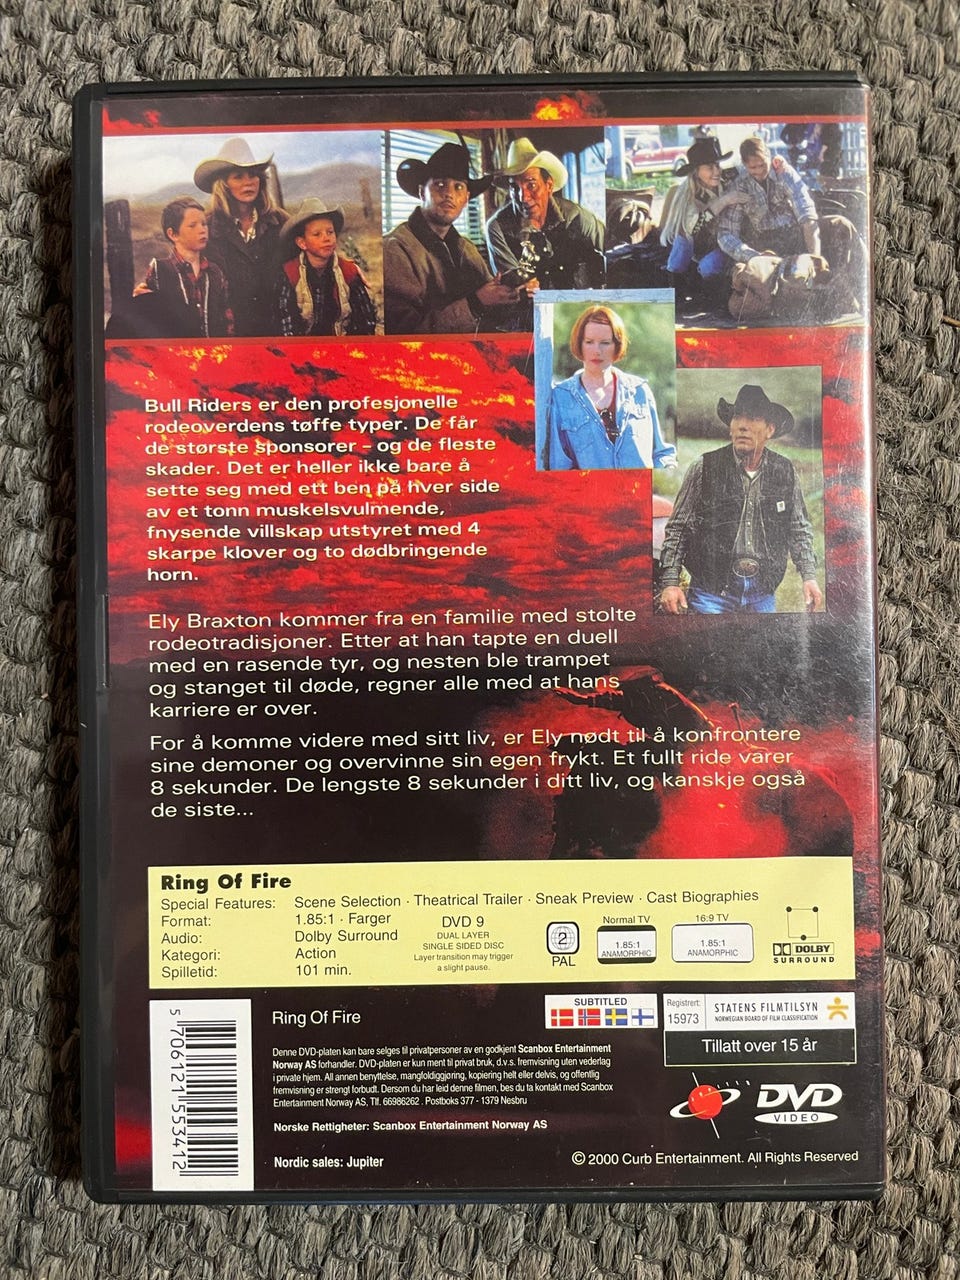 Bull Riders er den profesjonelle
rodeoverdens tøffe typer. De får
de største sponsorer – og de fleste
skader. Det er heller ikke bare å
sette seg med ett ben på hver side
av et tonn muskelsvulmende,
fnysende villskap utstyret med 4
skarpe klover og to dødbringende
horn.
Ely Braxton kommer fra en familie med stolte
rodeotradisjoner. Etter at han tapte en duell
med en rasende tyr, og nesten ble trampet
og stanget til døde, regner alle med at hans
karriere er over.
For å komme videre med sitt liv, er Ely nødt til å konfrontere
sine demoner og overvinne sin egen frykt. Et fullt ride varer
8 sekunder. De lengste 8 sekunder i ditt liv, og kanskje også
de siste...
Ring Of Fire
Special Features: Scene Selection · Theatrical Trailer · Sneak Preview · Cast Biographies
Format: 1.85:1 · Farger
Audio: Dolby Surround
Kategori: Action
Spilletid: 101 min.
DVD 9
DUAL LAYER
SINGLE SIDED DISC
Layer transition may trigger
a slight pause.
2
PAL
Normal TV
1.85:1
ANAMORPHIC
16:9 TV
1.85:1
ANAMORPHIC
DOLBY
SURROUND
5 706121 553412
Ring Of Fire
SUBTITLED
Registrert:
15973
STATENS FILMTILSYN
NORWEGIAN BOARD OF FILM CLASSIFICATION
Tillatt over 15 år
Denne DVD-platen kan bare selges til privatpersoner av en godkjent Scanbox Entertainment
Norway AS forhandler. DVD-platen er kun ment til privat bruk, d.v.s. fremvisning uten vederlag
i private hjem. All annen benyttelse, mangfoldiggjøring, kopiering helt eller delvis, og offentlig
fremvisning er strengt forbudt. Dersom du har leid denne filmen, bes du ta kontakt med Scanbox
Entertainment Norway AS, Tlf. 66986262 . Postboks 377 - 1379 Nesbru
Norske Rettigheter: Scanbox Entertainment Norway AS
Nordic sales: Jupiter
DVD
VIDEO
© 2000 Curb Entertainment. All Rights Reserved